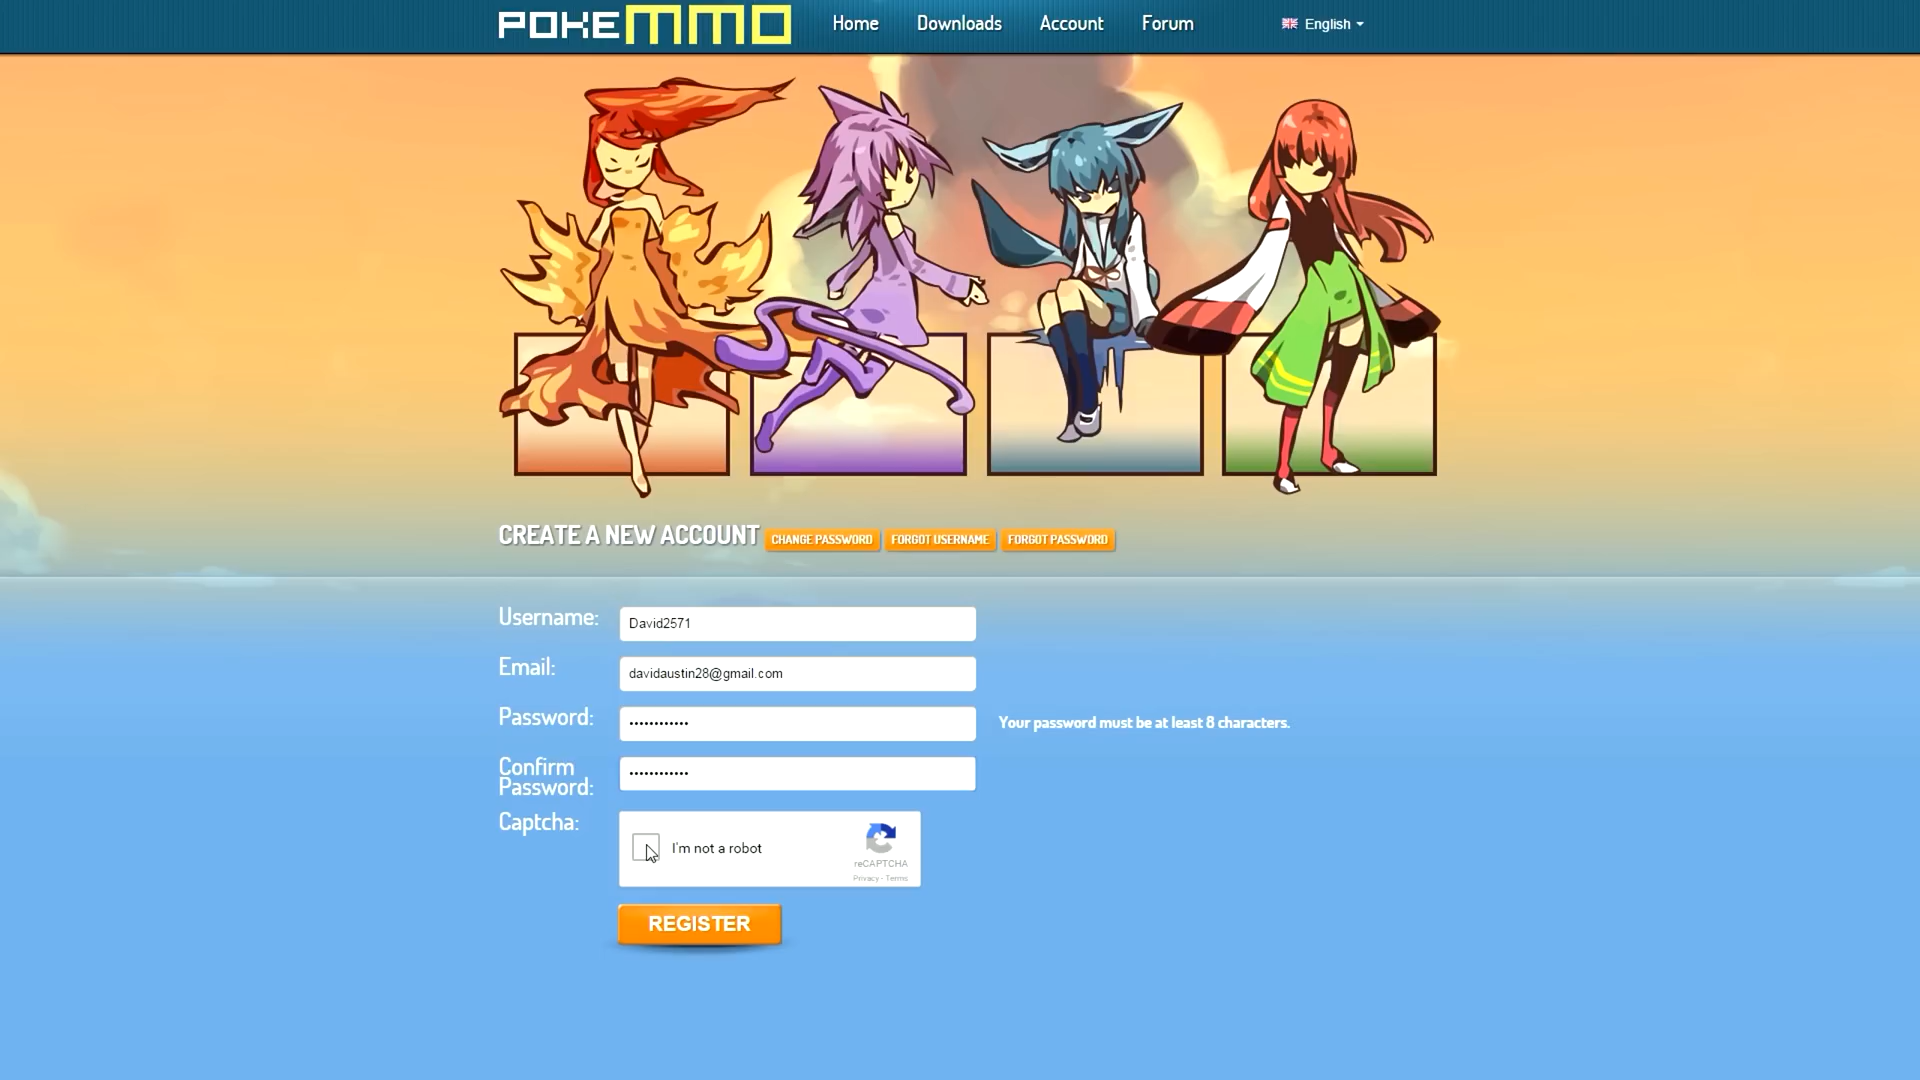 POKEMMO Home Downloads Account Forum English
CREATE A NEW ACCOUNT CHANGE PASSWORD FORGOT USERNAME FORGOT PASSWORD
Username: David2571
Email: davidaustin28@gmail.com
Password: •••••••••••• Your password must be at least 8 characters.
Confirm
Password: ••••••••••••
Captcha:
I'm not a robot
reCAPTCHA
Privacy - Terms
REGISTER